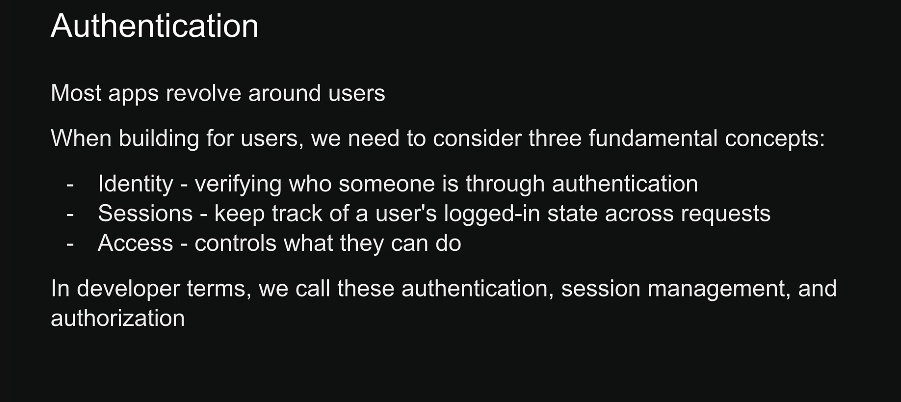 Authentication
Most apps revolve around users
When building for users, we need to consider three fundamental concepts:
- Identity - verifying who someone is through authentication
- Sessions - keep track of a user's logged-in state across requests
- Access - controls what they can do
In developer terms, we call these authentication, session management, and
authorization